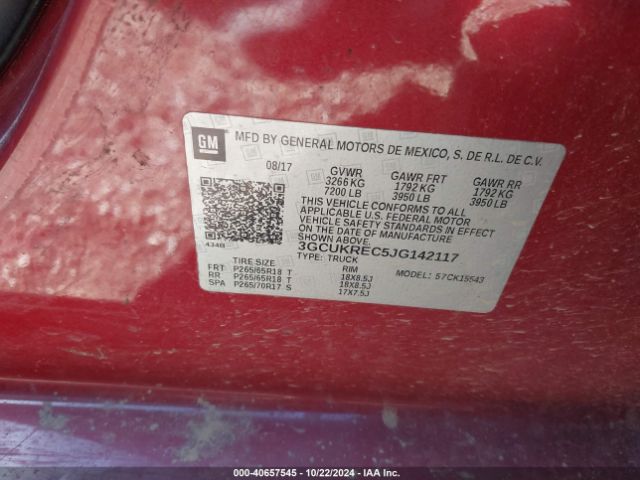 GM
MFD BY GENERAL MOTORS DE MEXICO, S. DE R.L. DE C.V.
08/17
GVWR GAWR FRT GAWR RR
3266 KG 1792 KG 1792 KG
7200 LB 3950 LB 3950 LB
THIS VEHICLE CONFORMS TO ALL
APPLICABLE U.S. FEDERAL MOTOR
VEHICLE SAFETY STANDARDS IN EFFECT
ON THE DATE OF MANUFACTURE
SHOWN ABOVE.
3GCUKREC5JG142117
TYPE: TRUCK
4J4B
TIRE SIZE RIM MODEL: 57CK15543
FRT P265/65R18 T 18X8.5J
RR P265/65R18 T 18X8.5J
SPA P265/70R17 S 17X7.5J
000-40657545 - 10/22/2024 - IAA Inc.